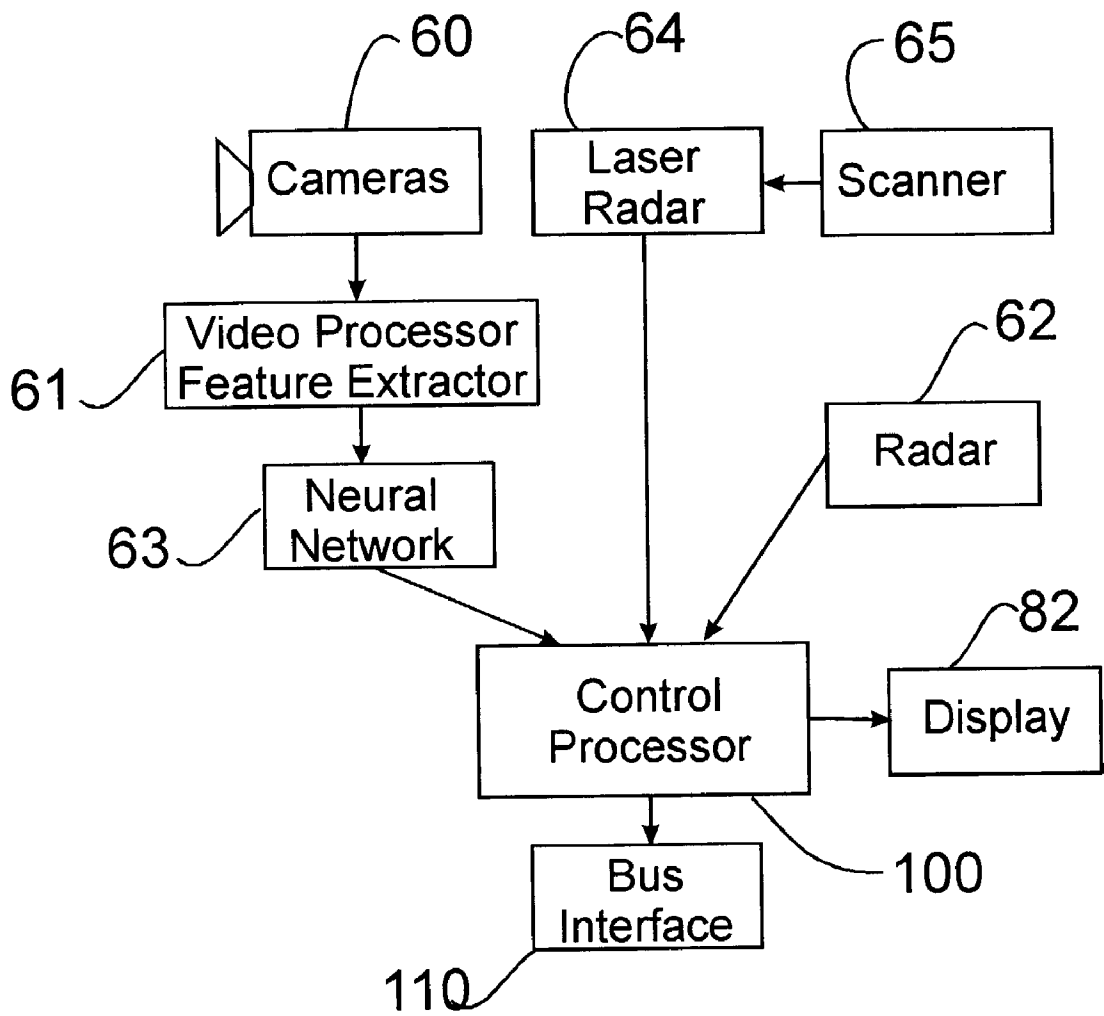 60
64
65
Cameras
Laser
Radar
Scanner
Video Processor
Feature Extractor
61
62
Radar
Neural
Network
63
82
Control
Processor
Display
100
Bus
Interface
110